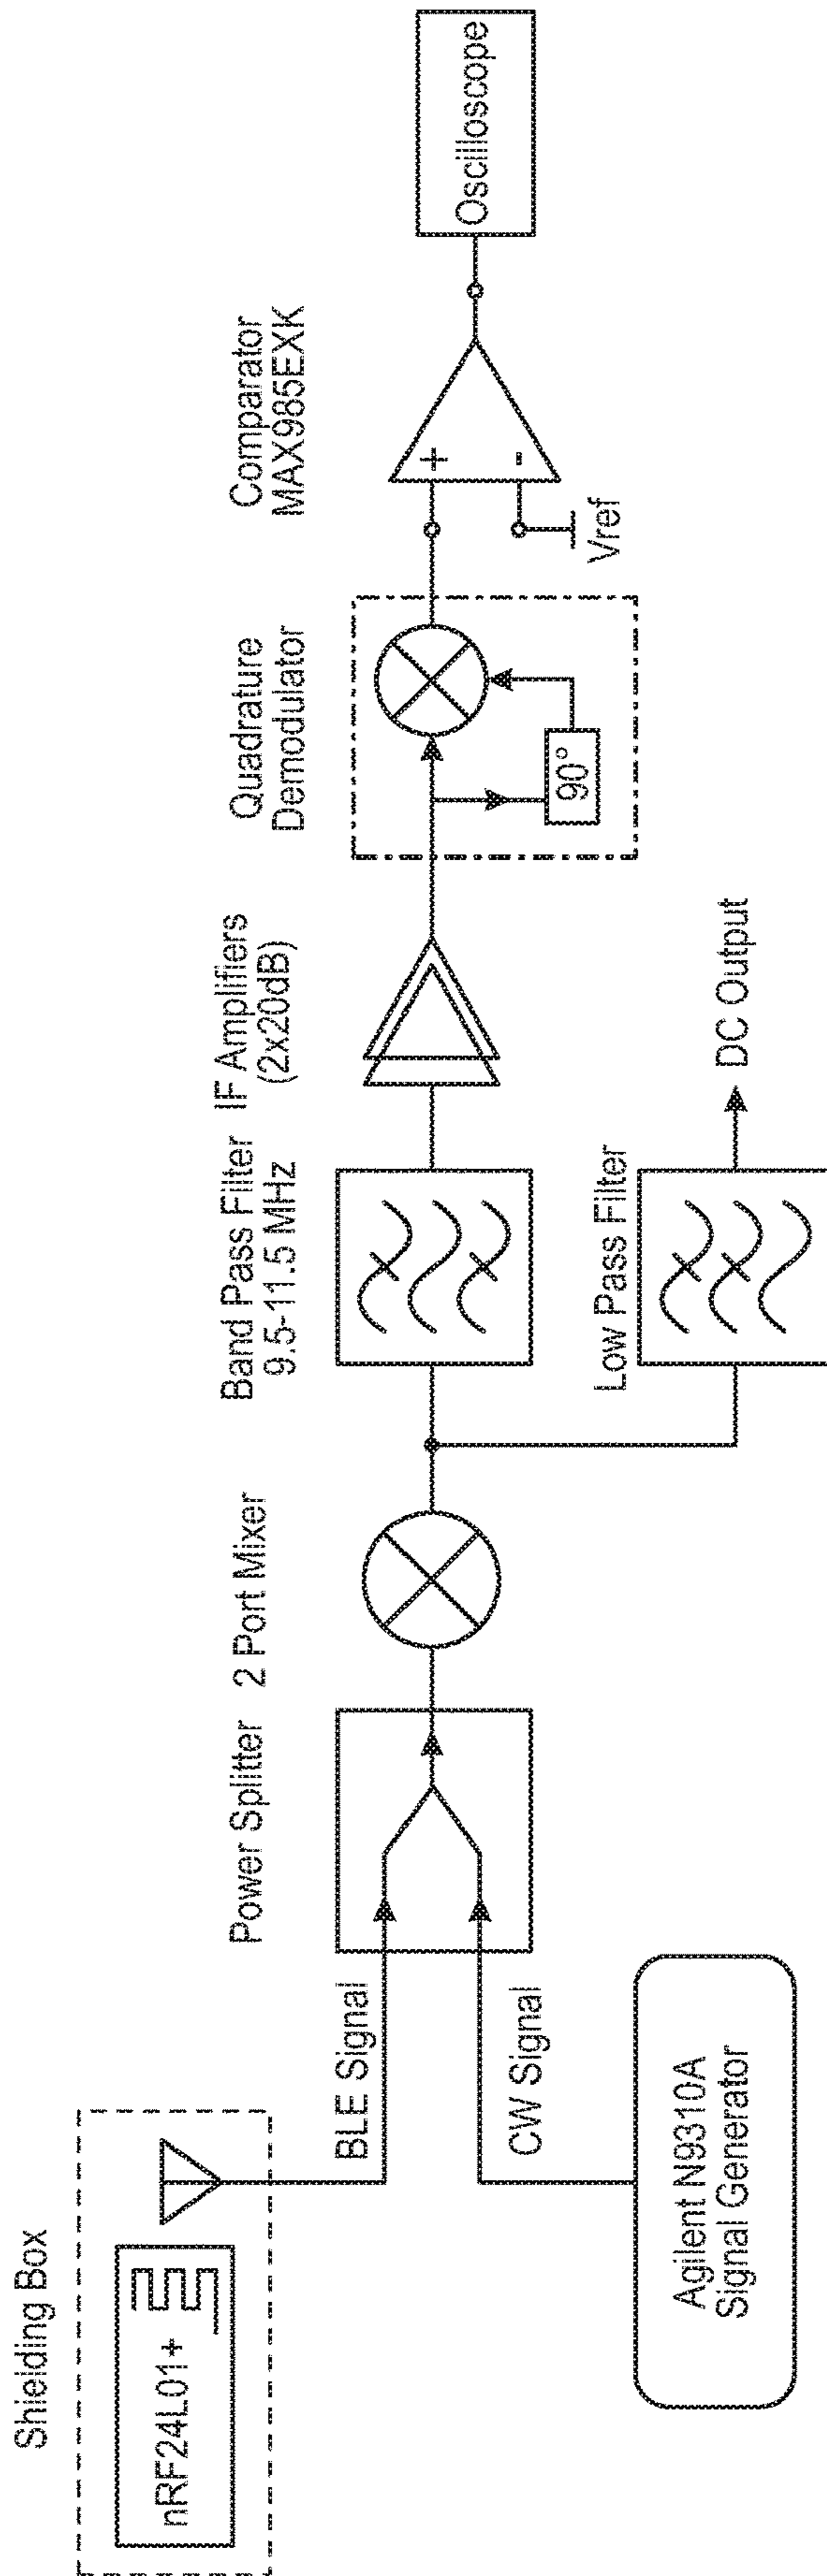 Shielding Box
nRF24L01+
BLE Signal
CW Signal
Agilent N9310A
Signal Generator
Power Splitter
2 Port Mixer
Band Pass Filter
9.5-11.5 MHz
Low Pass Filter
DC Output
IF Amplifiers
(2x20dB)
Quadrature
Demodulator
90°
Comparator
MAX985EXK
+
-
Vref
Oscilloscope